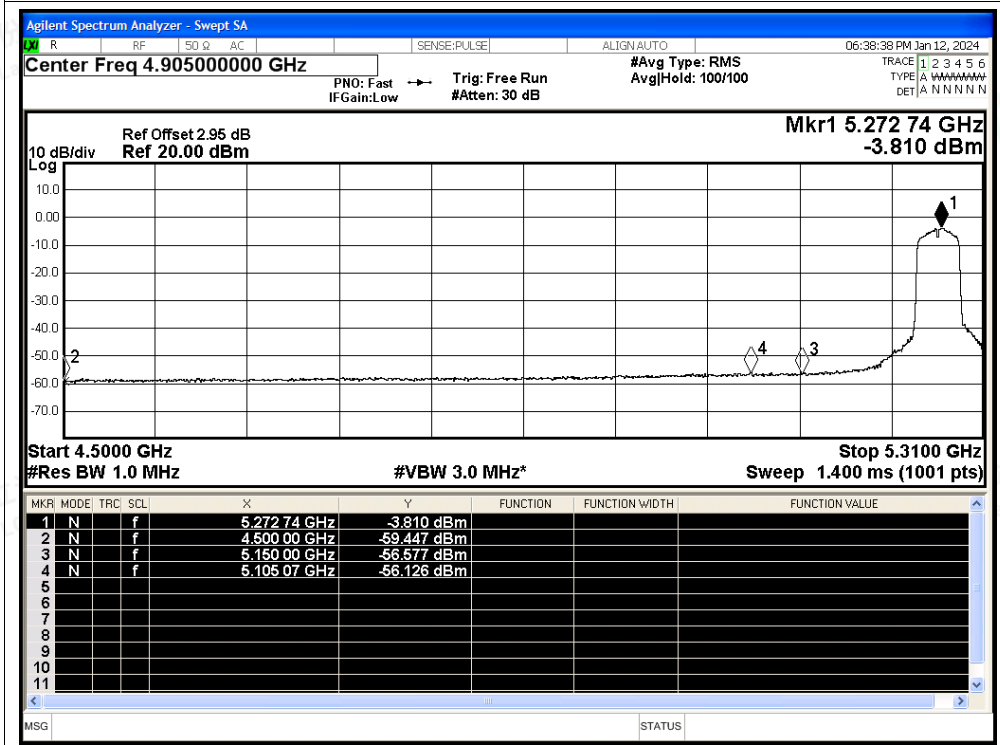 Agilent Spectrum Analyzer - Swept SA
LXI R RF 50 Ω AC SENSE:PULSE ALIGN AUTO 06:38:38 PM Jan 12, 2024
Center Freq 4.905000000 GHz
PNO: Fast
IFGain:Low
Trig: Free Run
#Atten: 30 dB
#Avg Type: RMS
Avg|Hold: 100/100
TRACE 1 2 3 4 5 6
TYPE A WWWWW
DET A N N N N N
Ref Offset 2.95 dB
10 dB/div Ref 20.00 dBm
Log
Mkr1 5.272 74 GHz
-3.810 dBm
10.0
0.00
-10.0
-20.0
-30.0
-40.0
-50.0
-60.0
-70.0
1
2
4
3
Start 4.5000 GHz Stop 5.3100 GHz
#Res BW 1.0 MHz #VBW 3.0 MHz* Sweep 1.400 ms (1001 pts)
MKR MODE TRC SCL X Y FUNCTION FUNCTION WIDTH FUNCTION VALUE
1 N f 5.272 74 GHz -3.810 dBm
2 N f 4.500 00 GHz -59.447 dBm
3 N f 5.150 00 GHz -56.577 dBm
4 N f 5.105 07 GHz -56.126 dBm
5
6
7
8
9
10
11
MSG STATUS